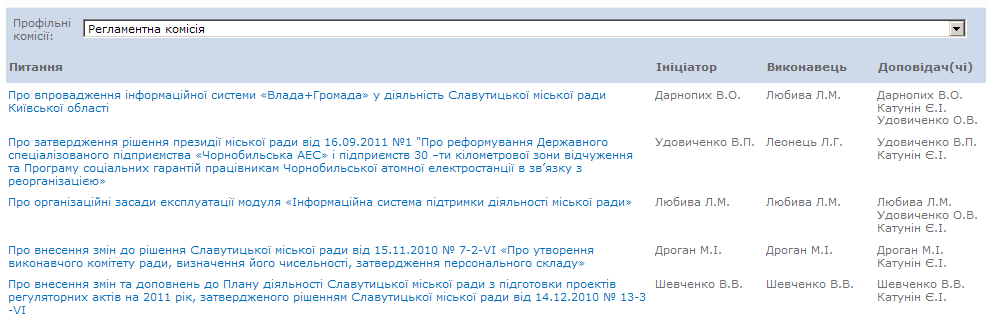 Профільні
комісії:
Регламентна комісія
Питання Ініціатор Виконавець Доповідач(чі)
Про впровадження інформаційної системи «Влада+Громада» у діяльність Славутицької міської ради Дарнопих В.О. Любива Л.М. Дарнопих В.О.
Київської області Катунін Є.І.
Удовиченко О.В.
Про затвердження рішення президії міської ради від 16.09.2011 №1 "Про реформування Державного Удовиченко В.П. Леонець Л.Г. Удовиченко В.П.
спеціалізованого підприємства «Чорнобильська АЕС» і підприємств 30 –ти кілометрової зони відчуження Катунін Є.І.
та Програму соціальних гарантій працівникам Чорнобильської атомної електростанції в зв’язку з
реорганізацією»
Про організаційні засади експлуатації модуля «Інформаційна система підтримки діяльності міської ради» Любива Л.М. Любива Л.М. Любива Л.М.
Удовиченко О.В.
Катунін Є.І.
Про внесення змін до рішення Славутицької міської ради від 15.11.2010 № 7-2-VI «Про утворення Дроган М.І. Дроган М.І. Дроган М.І.
виконавчого комітету ради, визначення його чисельності, затвердження персонального складу» Катунін Є.І.
Про внесення змін та доповнень до Плану діяльності Славутицької міської ради з підготовки проектів Шевченко В.В. Шевченко В.В. Шевченко В.В.
регуляторних актів на 2011 рік, затвердженого рішенням Славутицької міської ради від 14.12.2010 № 13-3 Катунін Є.І.
-VI